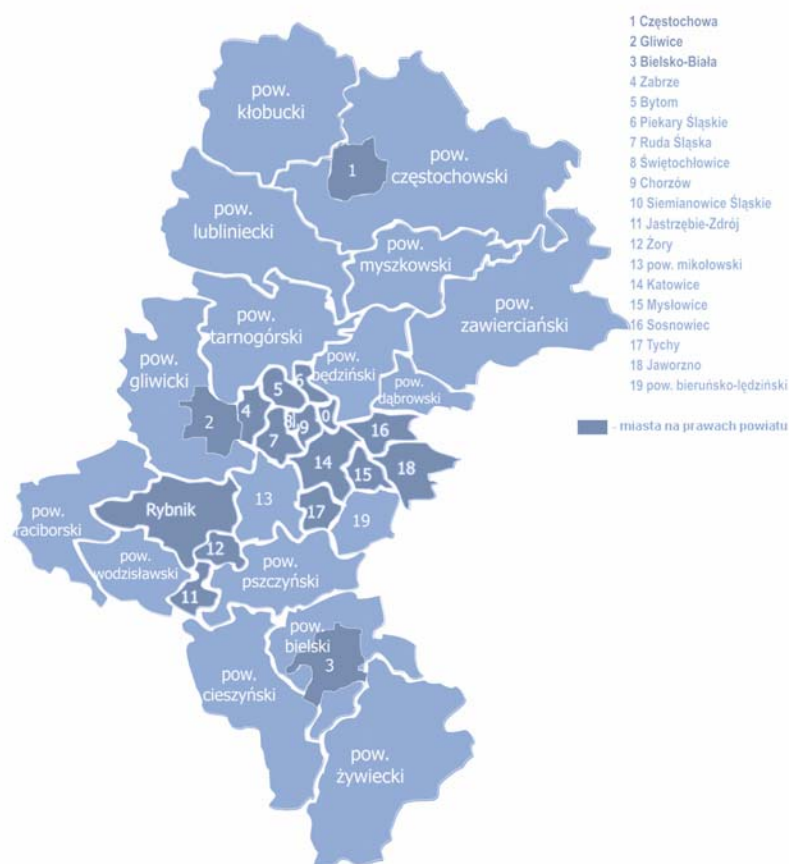 1 Częstochowa
2 Gliwice
3 Bielsko-Biała
4 Zabrze
5 Bytom
6 Piekary Śląskie
7 Ruda Śląska
8 Świętochłowice
9 Chorzów
10 Siemianowice Śląskie
11 Jastrzębie-Zdrój
12 Żory
13 pow. mikołowski
14 Katowice
15 Mysłowice
16 Sosnowiec
17 Tychy
18 Jaworzno
19 pow. bieruńsko-lędziński
- miasta na prawach powiatu
pow.
kłobucki
1
pow.
częstochowski
pow.
lubliniecki
pow.
myszkowski
pow.
zawierciański
pow.
tarnogórski
pow.
gliwicki
pow.
będziński
pow.
dąbrowski
2
4
5
6
7
8
9
10
16
14
15
18
13
17
19
Rybnik
12
11
pow.
raciborski
pow.
wodzisławski
pow.
pszczyński
pow.
bielski
3
pow.
cieszyński
pow.
żywiecki